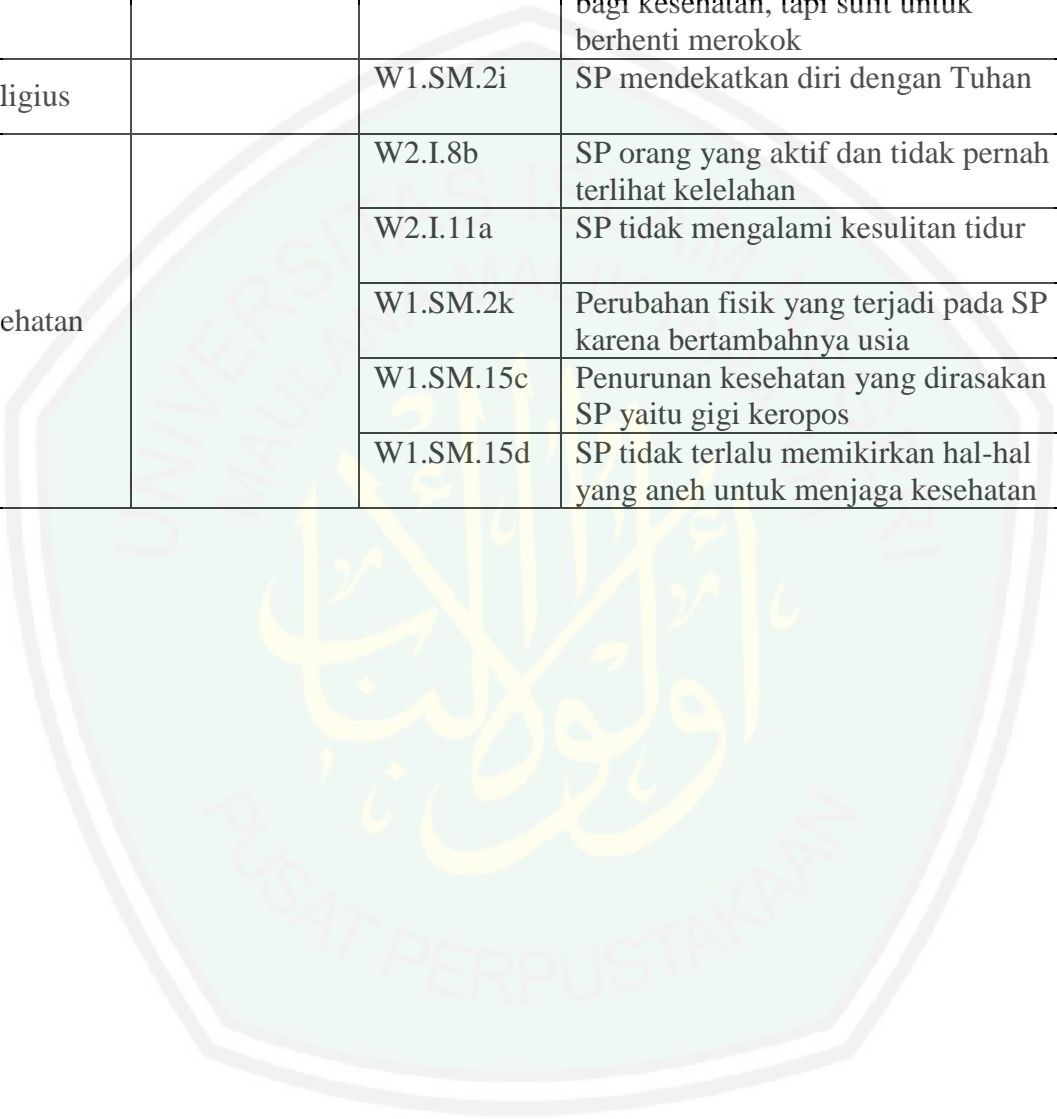 bagi kesehatan, tapi sulit untuk
berhenti merokok
ligius
W1.SM.2i
SP mendekatkan diri dengan Tuhan
ehatan
W2.I.8b
SP orang yang aktif dan tidak pernah
terlihat kelelahan
W2.I.11a
SP tidak mengalami kesulitan tidur
W1.SM.2k
Perubahan fisik yang terjadi pada SP
karena bertambahnya usia
W1.SM.15c
Penurunan kesehatan yang dirasakan
SP yaitu gigi keropos
W1.SM.15d
SP tidak terlalu memikirkan hal-hal
yang aneh untuk menjaga kesehatan
PUSAT PERPUSTAKAAN